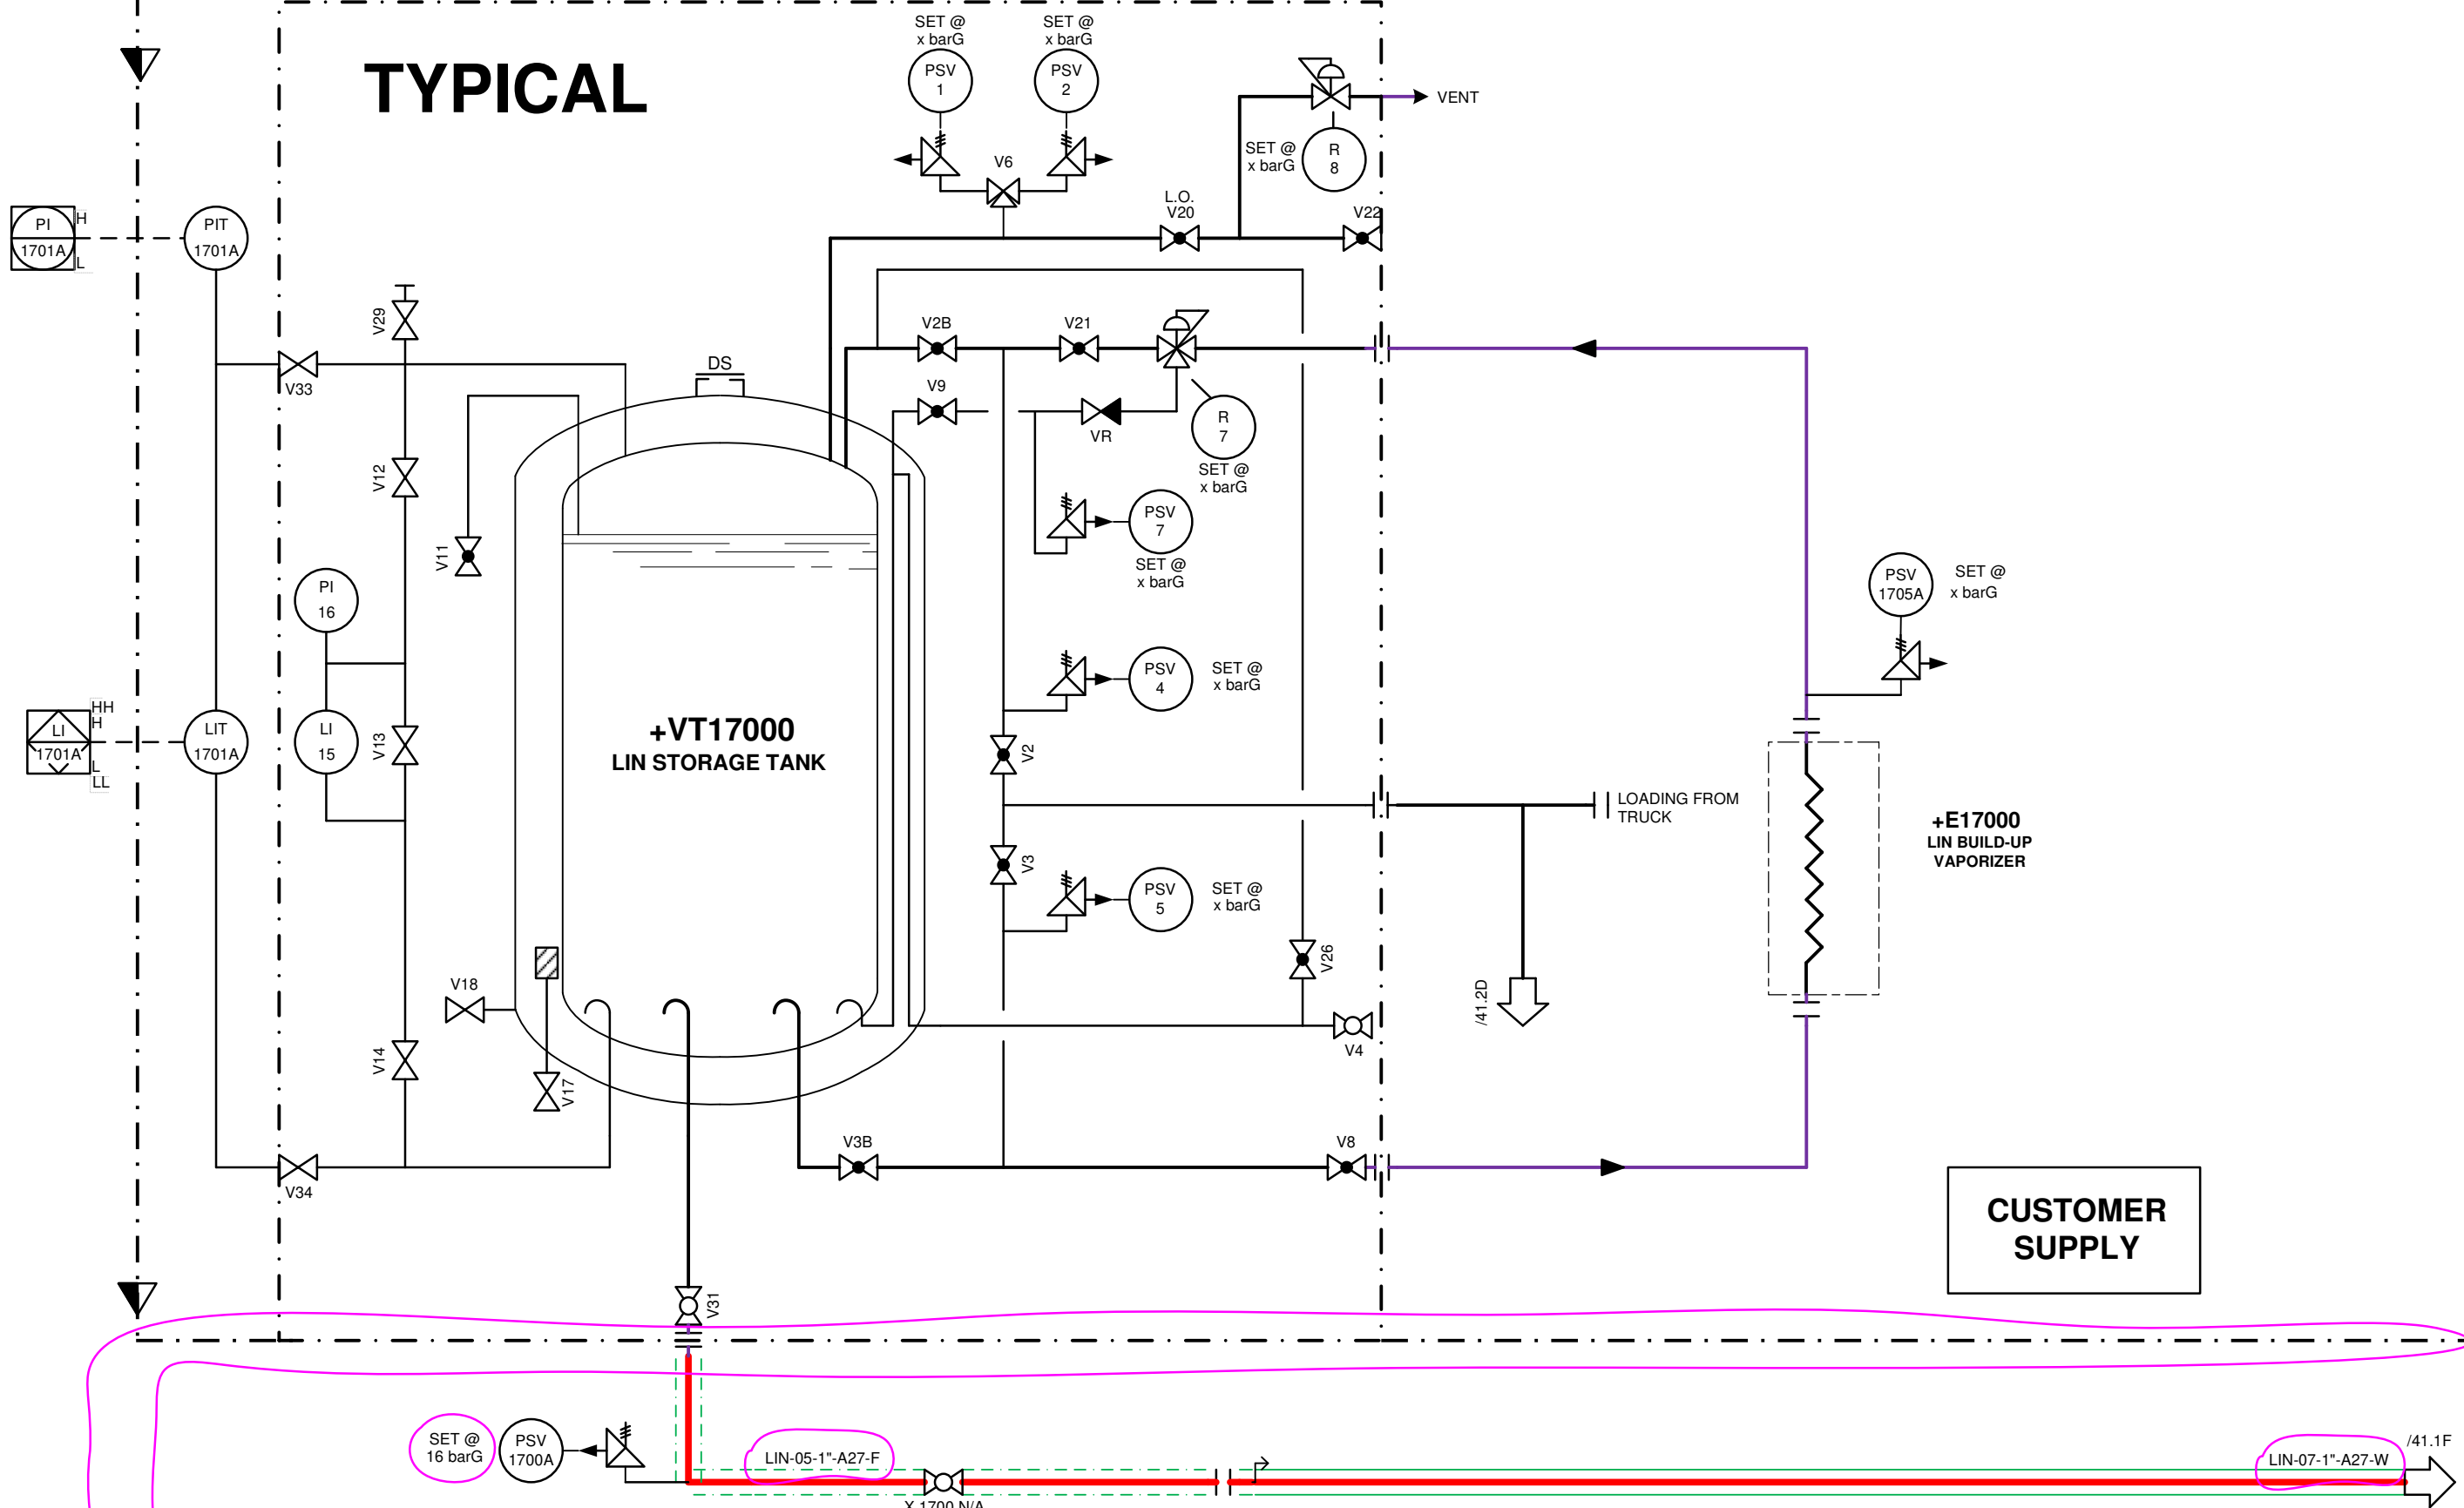 SET @
x barG
SET @
x barG
PSV
1
PSV
2
TYPICAL
VENT
SET @
x barG
R
8
V6
L.O.
V20
V22
PI
1701A
H
L
PIT
1701A
V29
V33
DS
V2B
V21
V9
VR
R
7
SET @
x barG
V12
V11
PSV
7
SET @
x barG
PI
16
PSV
1705A
SET @
x barG
PSV
4
SET @
x barG
HH
H
LI
1701A
L
LL
LIT
1701A
LI
15
V13
+VT17000
LIN STORAGE TANK
V2
LOADING FROM
TRUCK
+E17000
LIN BUILD-UP
VAPORIZER
V3
PSV
5
SET @
x barG
V26
V18
/41.2D
V4
V14
V17
V3B
V8
V34
CUSTOMER
SUPPLY
V31
SET @
16 barG
PSV
1700A
LIN-05-1"-A27-F
LIN-07-1"-A27-W
/41.1F
X 1700 N/A